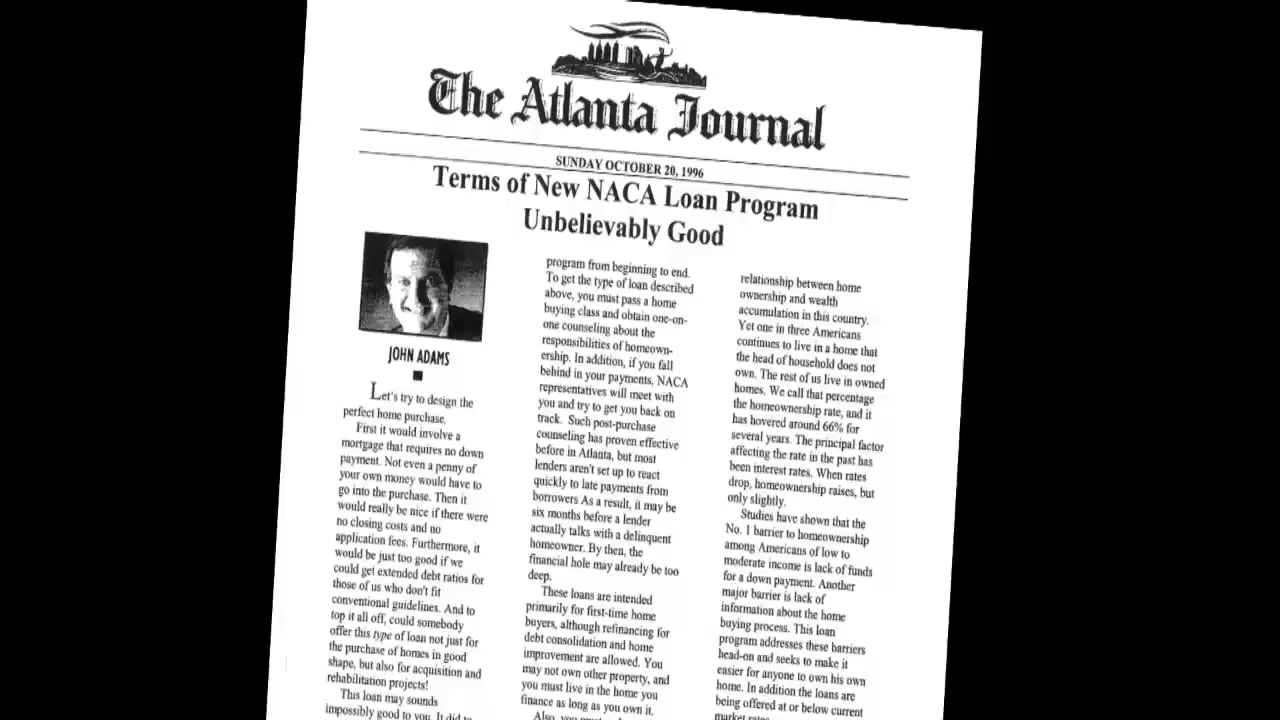 The Atlanta Journal
SUNDAY OCTOBER 20, 1996
Terms of New NACA Loan Program
Unbelievably Good
JOHN ADAMS
Let's try to design the
perfect home purchase.
First it would involve a
mortgage that requires no down
payment. Not even a penny of
your own money would have to
go into the purchase. Then it
would really be nice if there were
no closing costs and no
application fees. Furthermore, it
would be just too good if we
could get extended debt ratios for
those of us who don't fit
conventional guidelines. And to
top it all off, could somebody
offer this type of loan not just for
the purchase of homes in good
shape, but also for acquisition and
rehabilitation projects!
This loan may sounds
impossibly good to you. It did to
program from beginning to end.
To get the type of loan described
above, you must pass a home
buying class and obtain one-on-
one counseling about the
responsibilities of homeown-
ership. In addition, if you fall
behind in your payments, NACA
representatives will meet with
you and try to get you back on
track. Such post-purchase
counseling has proven effective
before in Atlanta, but most
lenders aren't set up to react
quickly to late payments from
borrowers As a result, it may be
six months before a lender
actually talks with a delinquent
homeowner. By then, the
financial hole may already be too
deep.
These loans are intended
primarily for first-time home
buyers, although refinancing for
debt consolidation and home
improvement are allowed. You
may not own other property, and
you must live in the home you
finance as long as you own it.
Also, you
relationship between home
ownership and wealth
accumulation in this country.
Yet one in three Americans
continues to live in a home that
the head of household does not
own. The rest of us live in owned
homes. We call that percentage
the homeownership rate, and it
has hovered around 66% for
several years. The principal factor
affecting the rate in the past has
been interest rates. When rates
drop, homeownership raises, but
only slightly.
Studies have shown that the
No. 1 barrier to homeownership
among Americans of low to
moderate income is lack of funds
for a down payment. Another
major barrier is lack of
information about the home
buying process. This loan
program addresses these barriers
head-on and seeks to make it
easier for anyone to own his own
home. In addition the loans are
being offered at or below current
market rates